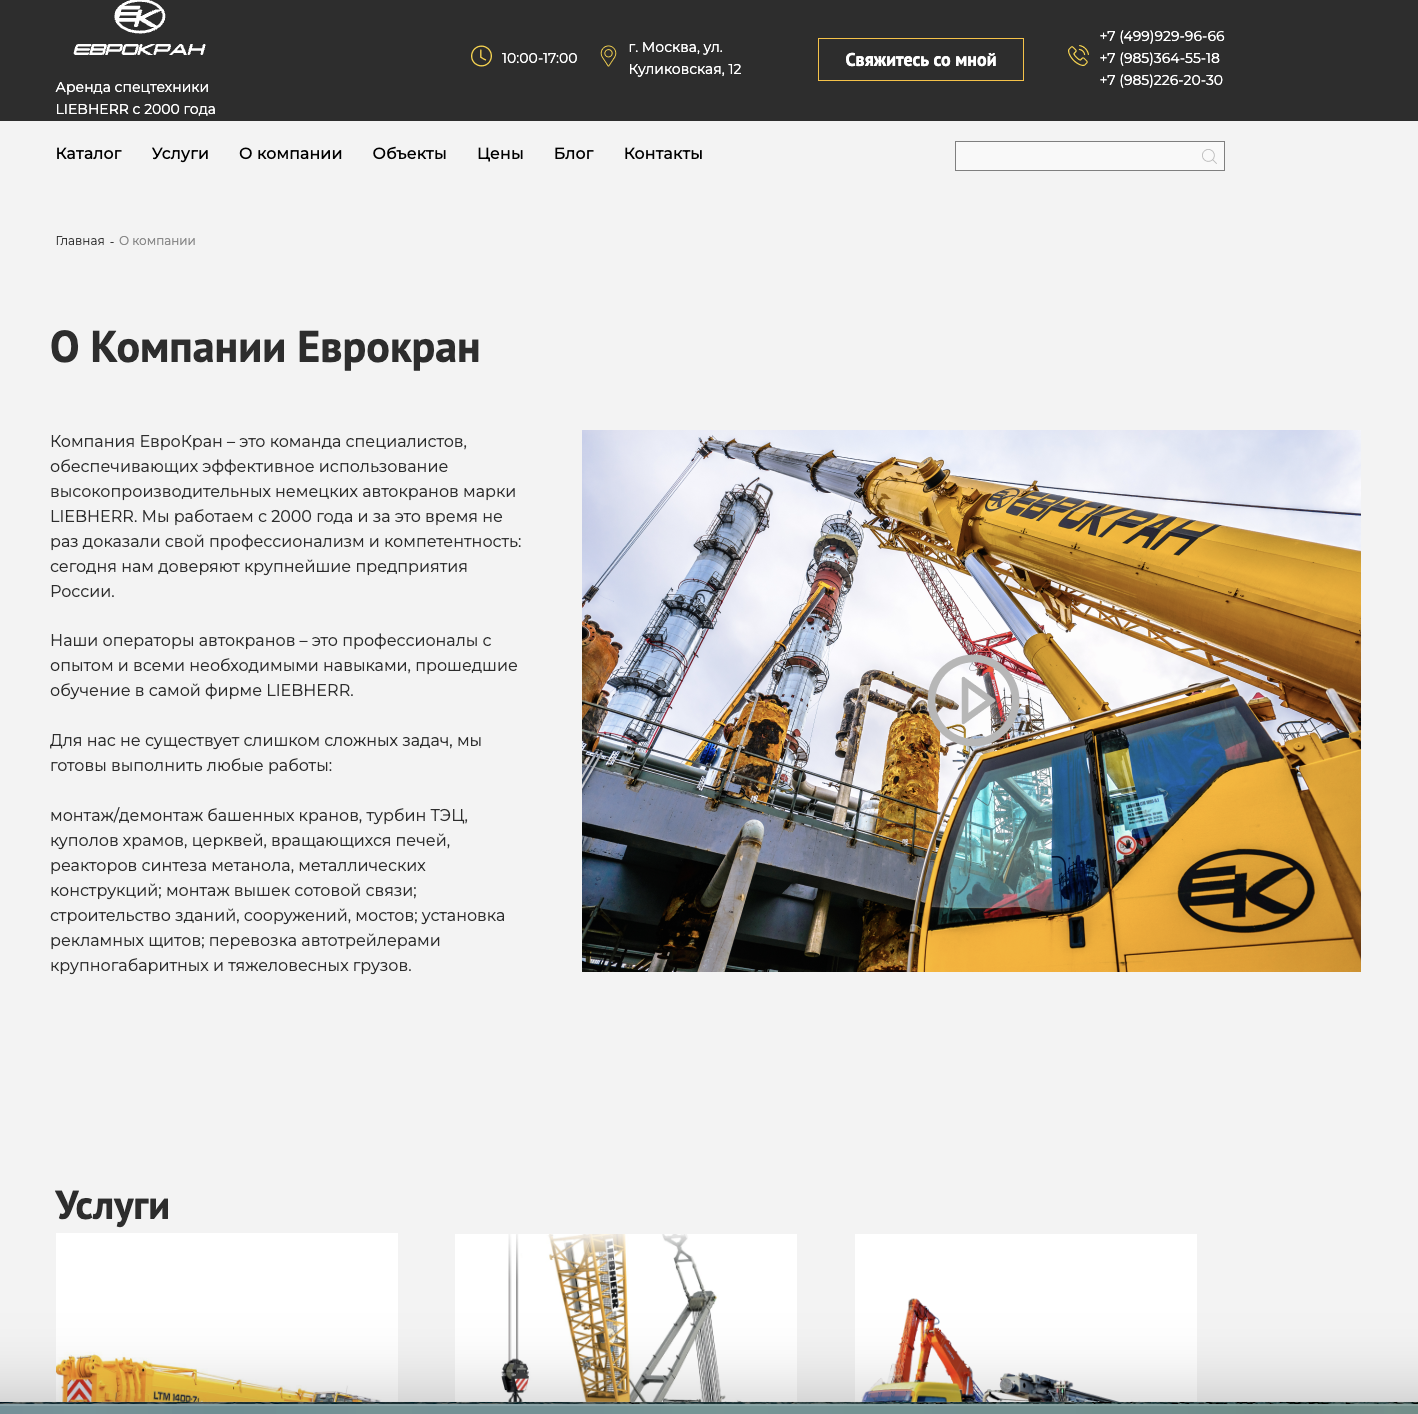 ЕВРОКРАН
Аренда спецтехники
LIEBHERR с 2000 года
10:00-17:00
г. Москва, ул.
Куликовская, 12
Свяжитесь со мной
+7 (499)929-96-66
+7 (985)364-55-18
+7 (985)226-20-30
Каталог Услуги О компании Объекты Цены Блог Контакты
Главная - О компании
О Компании Еврокран
Компания ЕвроКран – это команда специалистов,
обеспечивающих эффективное использование
высокопроизводительных немецких автокранов марки
LIEBHERR. Мы работаем с 2000 года и за это время не
раз доказали свой профессионализм и компетентность:
сегодня нам доверяют крупнейшие предприятия
России.
Наши операторы автокранов – это профессионалы с
опытом и всеми необходимыми навыками, прошедшие
обучение в самой фирме LIEBHERR.
Для нас не существует слишком сложных задач, мы
готовы выполнить любые работы:
монтаж/демонтаж башенных кранов, турбин ТЭЦ,
куполов храмов, церквей, вращающихся печей,
реакторов синтеза метанола, металлических
конструкций; монтаж вышек сотовой связи;
строительство зданий, сооружений, мостов; установка
рекламных щитов; перевозка автотрейлерами
крупногабаритных и тяжеловесных грузов.
ЕВРОКРАН
EK
Услуги
LIEBHERR
LTM 1400-7.1